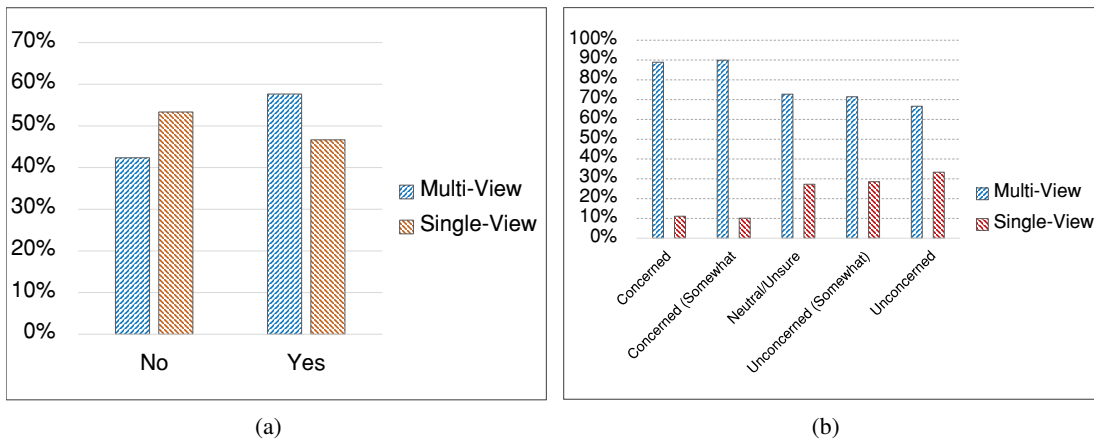 70%
60%
50%
40%
30%
20%
10%
0%
No
Yes
Multi-View
Single-View
(a)
100%
90%
80%
70%
60%
50%
40%
30%
20%
10%
0%
Concerned
Concerned (Somewhat
Neutral/Unsure
Unconcerned (Somewhat)
Unconcerned
Multi-View
Single-View
(b)